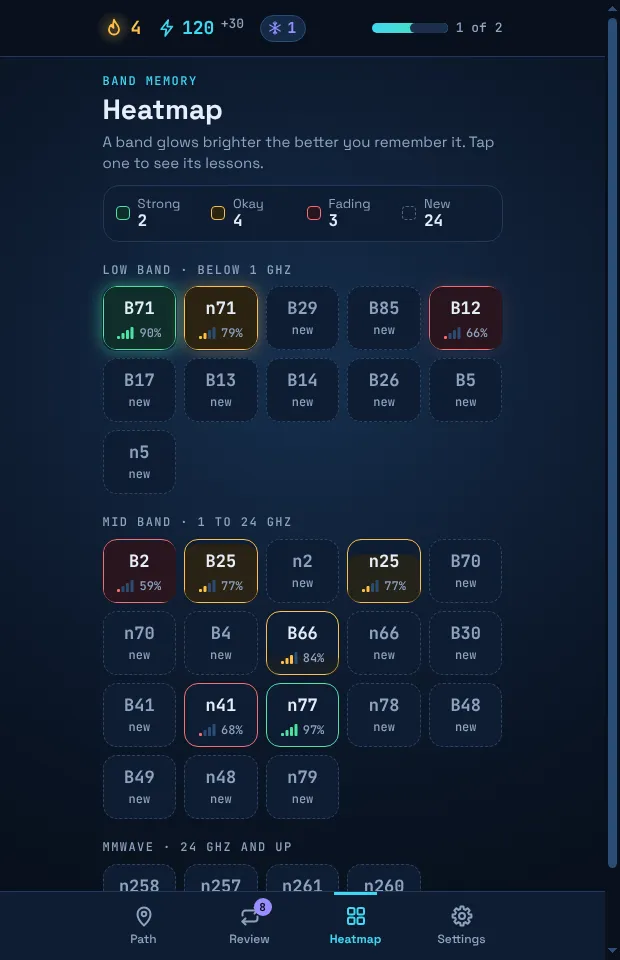 4 120 +30 1 1 of 2
BAND MEMORY
Heatmap
A band glows brighter the better you remember it. Tap
one to see its lessons.
Strong Okay Fading New
2 4 3 24
LOW BAND · BELOW 1 GHZ
B71 n71 B29 B85 B12
90% 79% new new 66%
B17 B13 B14 B26 B5
new new new new new
n5
new
MID BAND · 1 TO 24 GHZ
B2 B25 n2 n25 B70
59% 77% new 77% new
n70 B4 B66 n66 B30
new new 84% new new
B41 n41 n77 n78 B48
new 68% 97% new new
B49 n48 n79
new new new
MMWAVE · 24 GHZ AND UP
n258 n257 n261 n260
8
Path Review Heatmap Settings